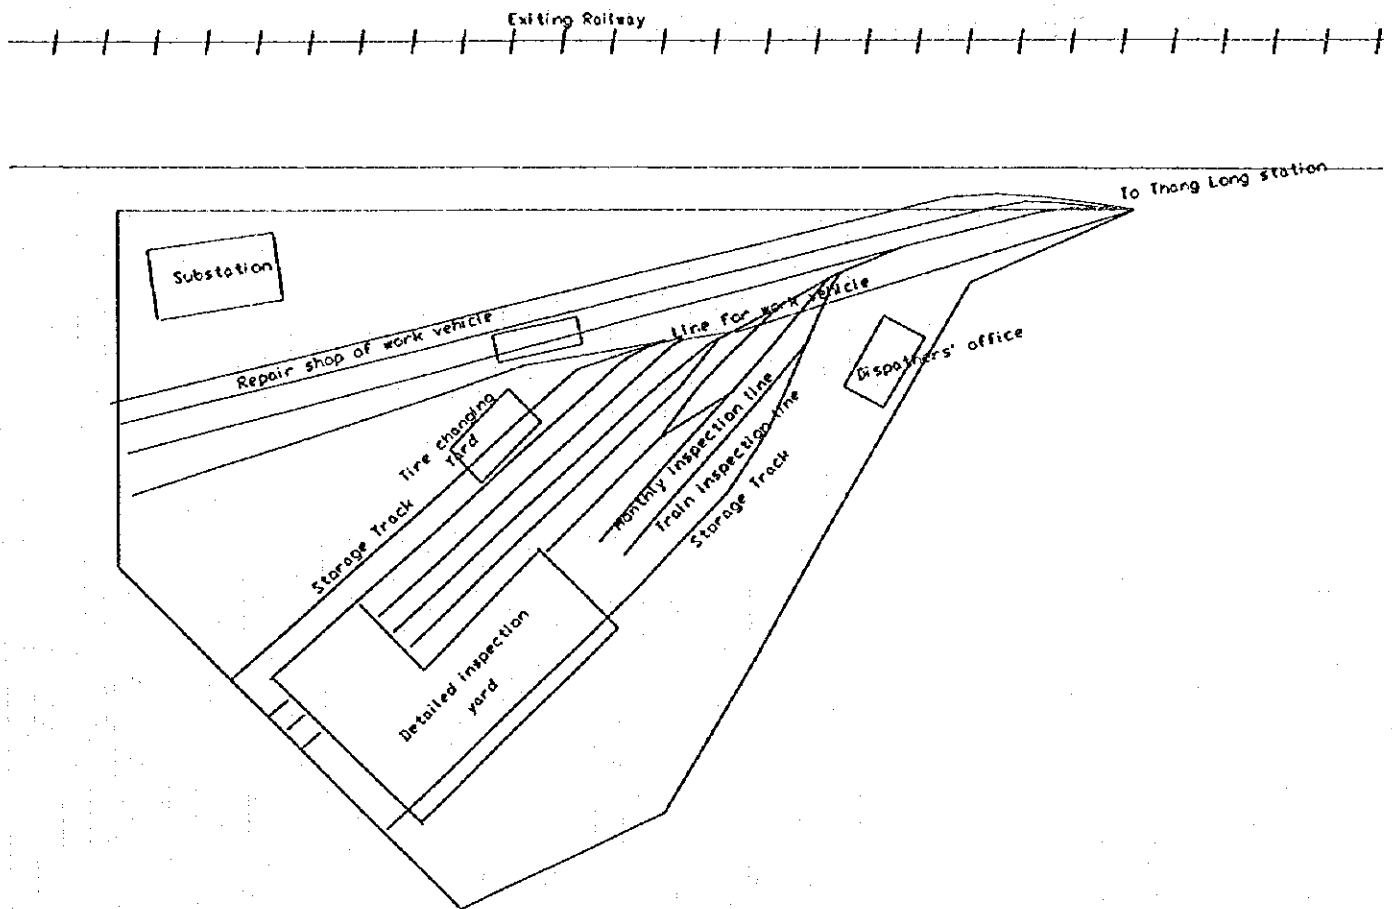 Exiting Railway
To Thang Long station
Substation
Line for work vehicle
Repair shop of work vehicle
Dispathers' office
Tire changing
Yard
Monthly inspection line
Train inspection line
Storage Track
Storage Track
Detailed inspection
yard